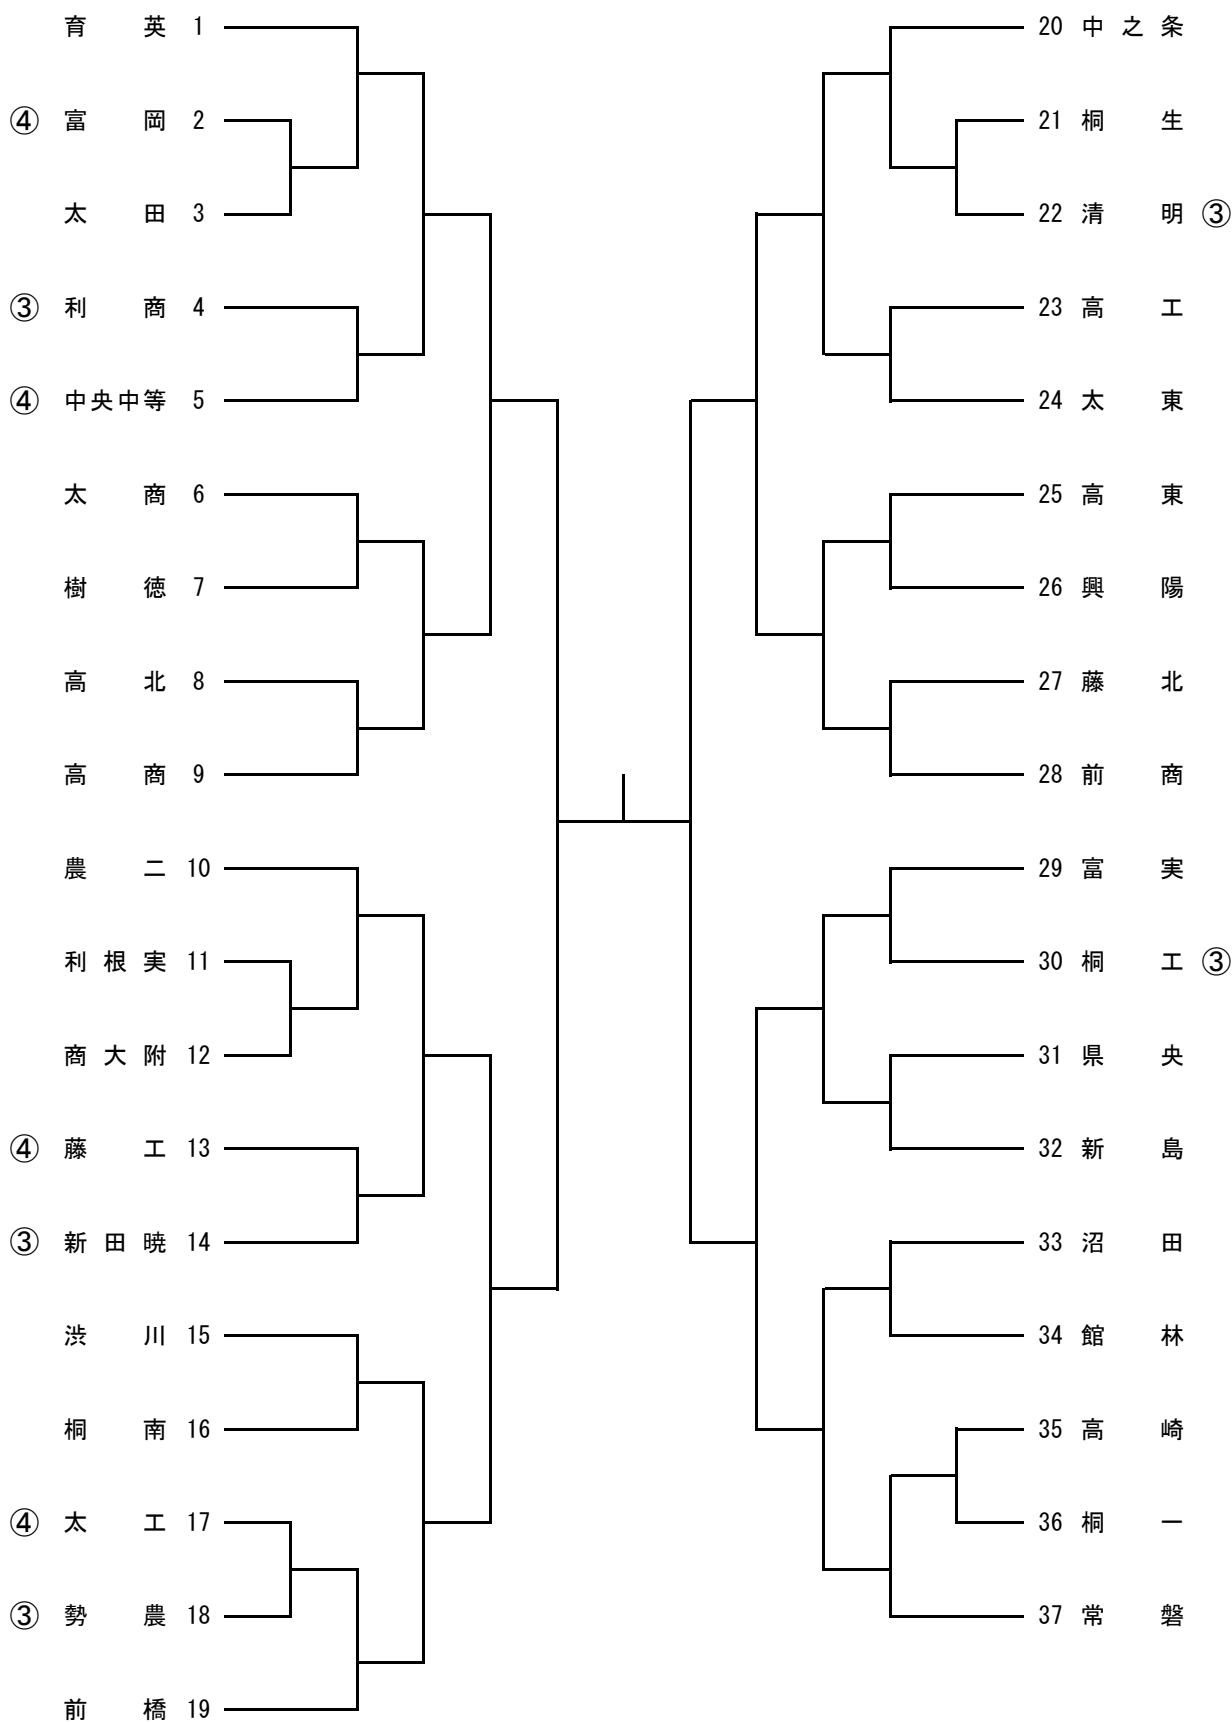 育英 1
④ 富岡 2
太田 3
③ 利商 4
④ 中央中等 5
太商 6
樹徳 7
高北 8
高商 9
農二 10
利根実 11
商大附 12
④ 藤工 13
③ 新田暁 14
渋川 15
桐南 16
④ 太工 17
③ 勢農 18
前橋 19
20 中之条
21 桐生
22 清明 ③
23 高工
24 太東
25 高東
26 興陽
27 藤北
28 前商
29 富実
30 桐工 ③
31 県央
32 新島
33 沼田
34 館林
35 高崎
36 桐一
37 常磐